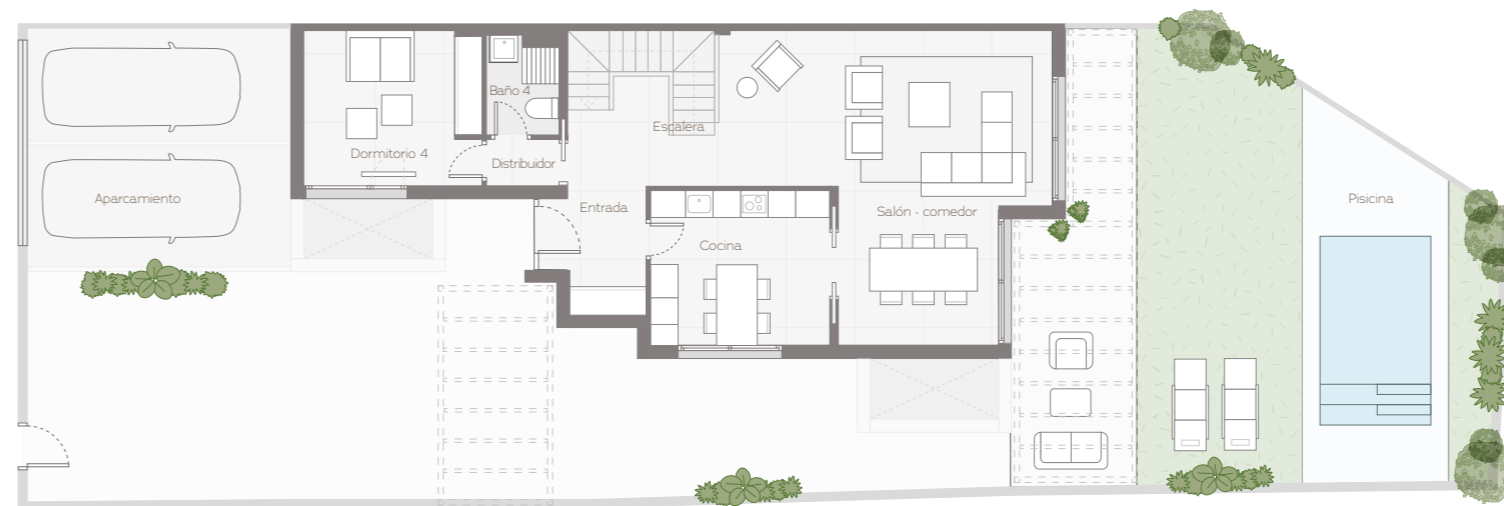 Baño 4
Escalera
Dormitorio 4
Distribuidor
Aparcamiento
Entrada
Salón - comedor
Pisicina
Cocina